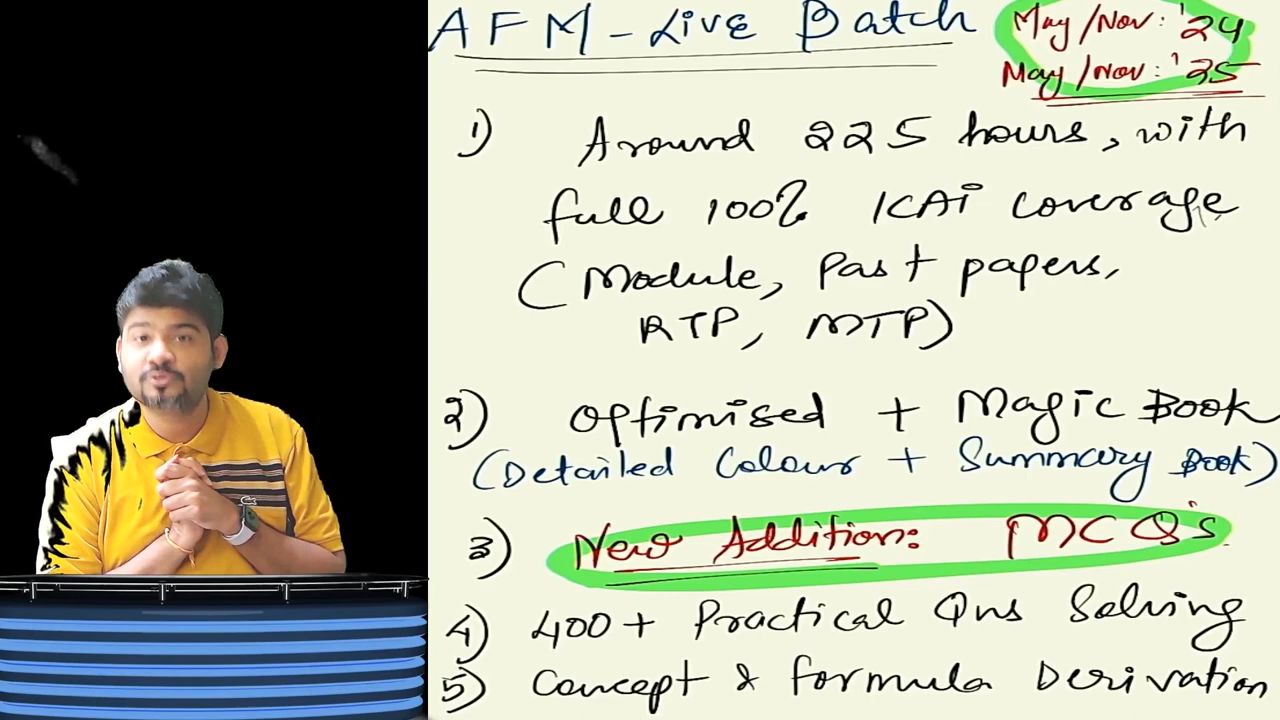 AFM - Live Batch
May/Nov: '24
May/Nov: '25
1) Around 225 hours, with
full 100% ICAI coverage
(Module, Past papers,
RTP, MTP)
2) Optimised + Magic Book
(Detailed Colour + Summary Book)
3) New Addition: MCQ's.
4) 400+ Practical Qns Solving
5) Concept & formula Derivation